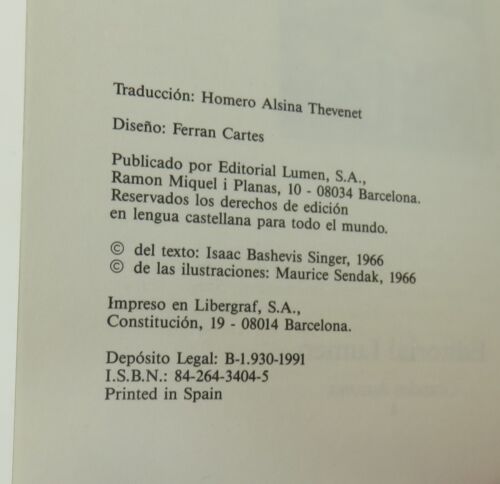 Traducción: Homero Alsina Thevenet
Diseño: Ferran Cartes
Publicado por Editorial Lumen, S.A.,
Ramon Miquel i Planas, 10 - 08034 Barcelona.
Reservados los derechos de edición
en lengua castellana para todo el mundo.
© del texto: Isaac Bashevis Singer, 1966
© de las ilustraciones: Maurice Sendak, 1966
Impreso en Libergraf, S.A.,
Constitución, 19 - 08014 Barcelona.
Depósito Legal: B-1.930-1991
I.S.B.N.: 84-264-3404-5
Printed in Spain